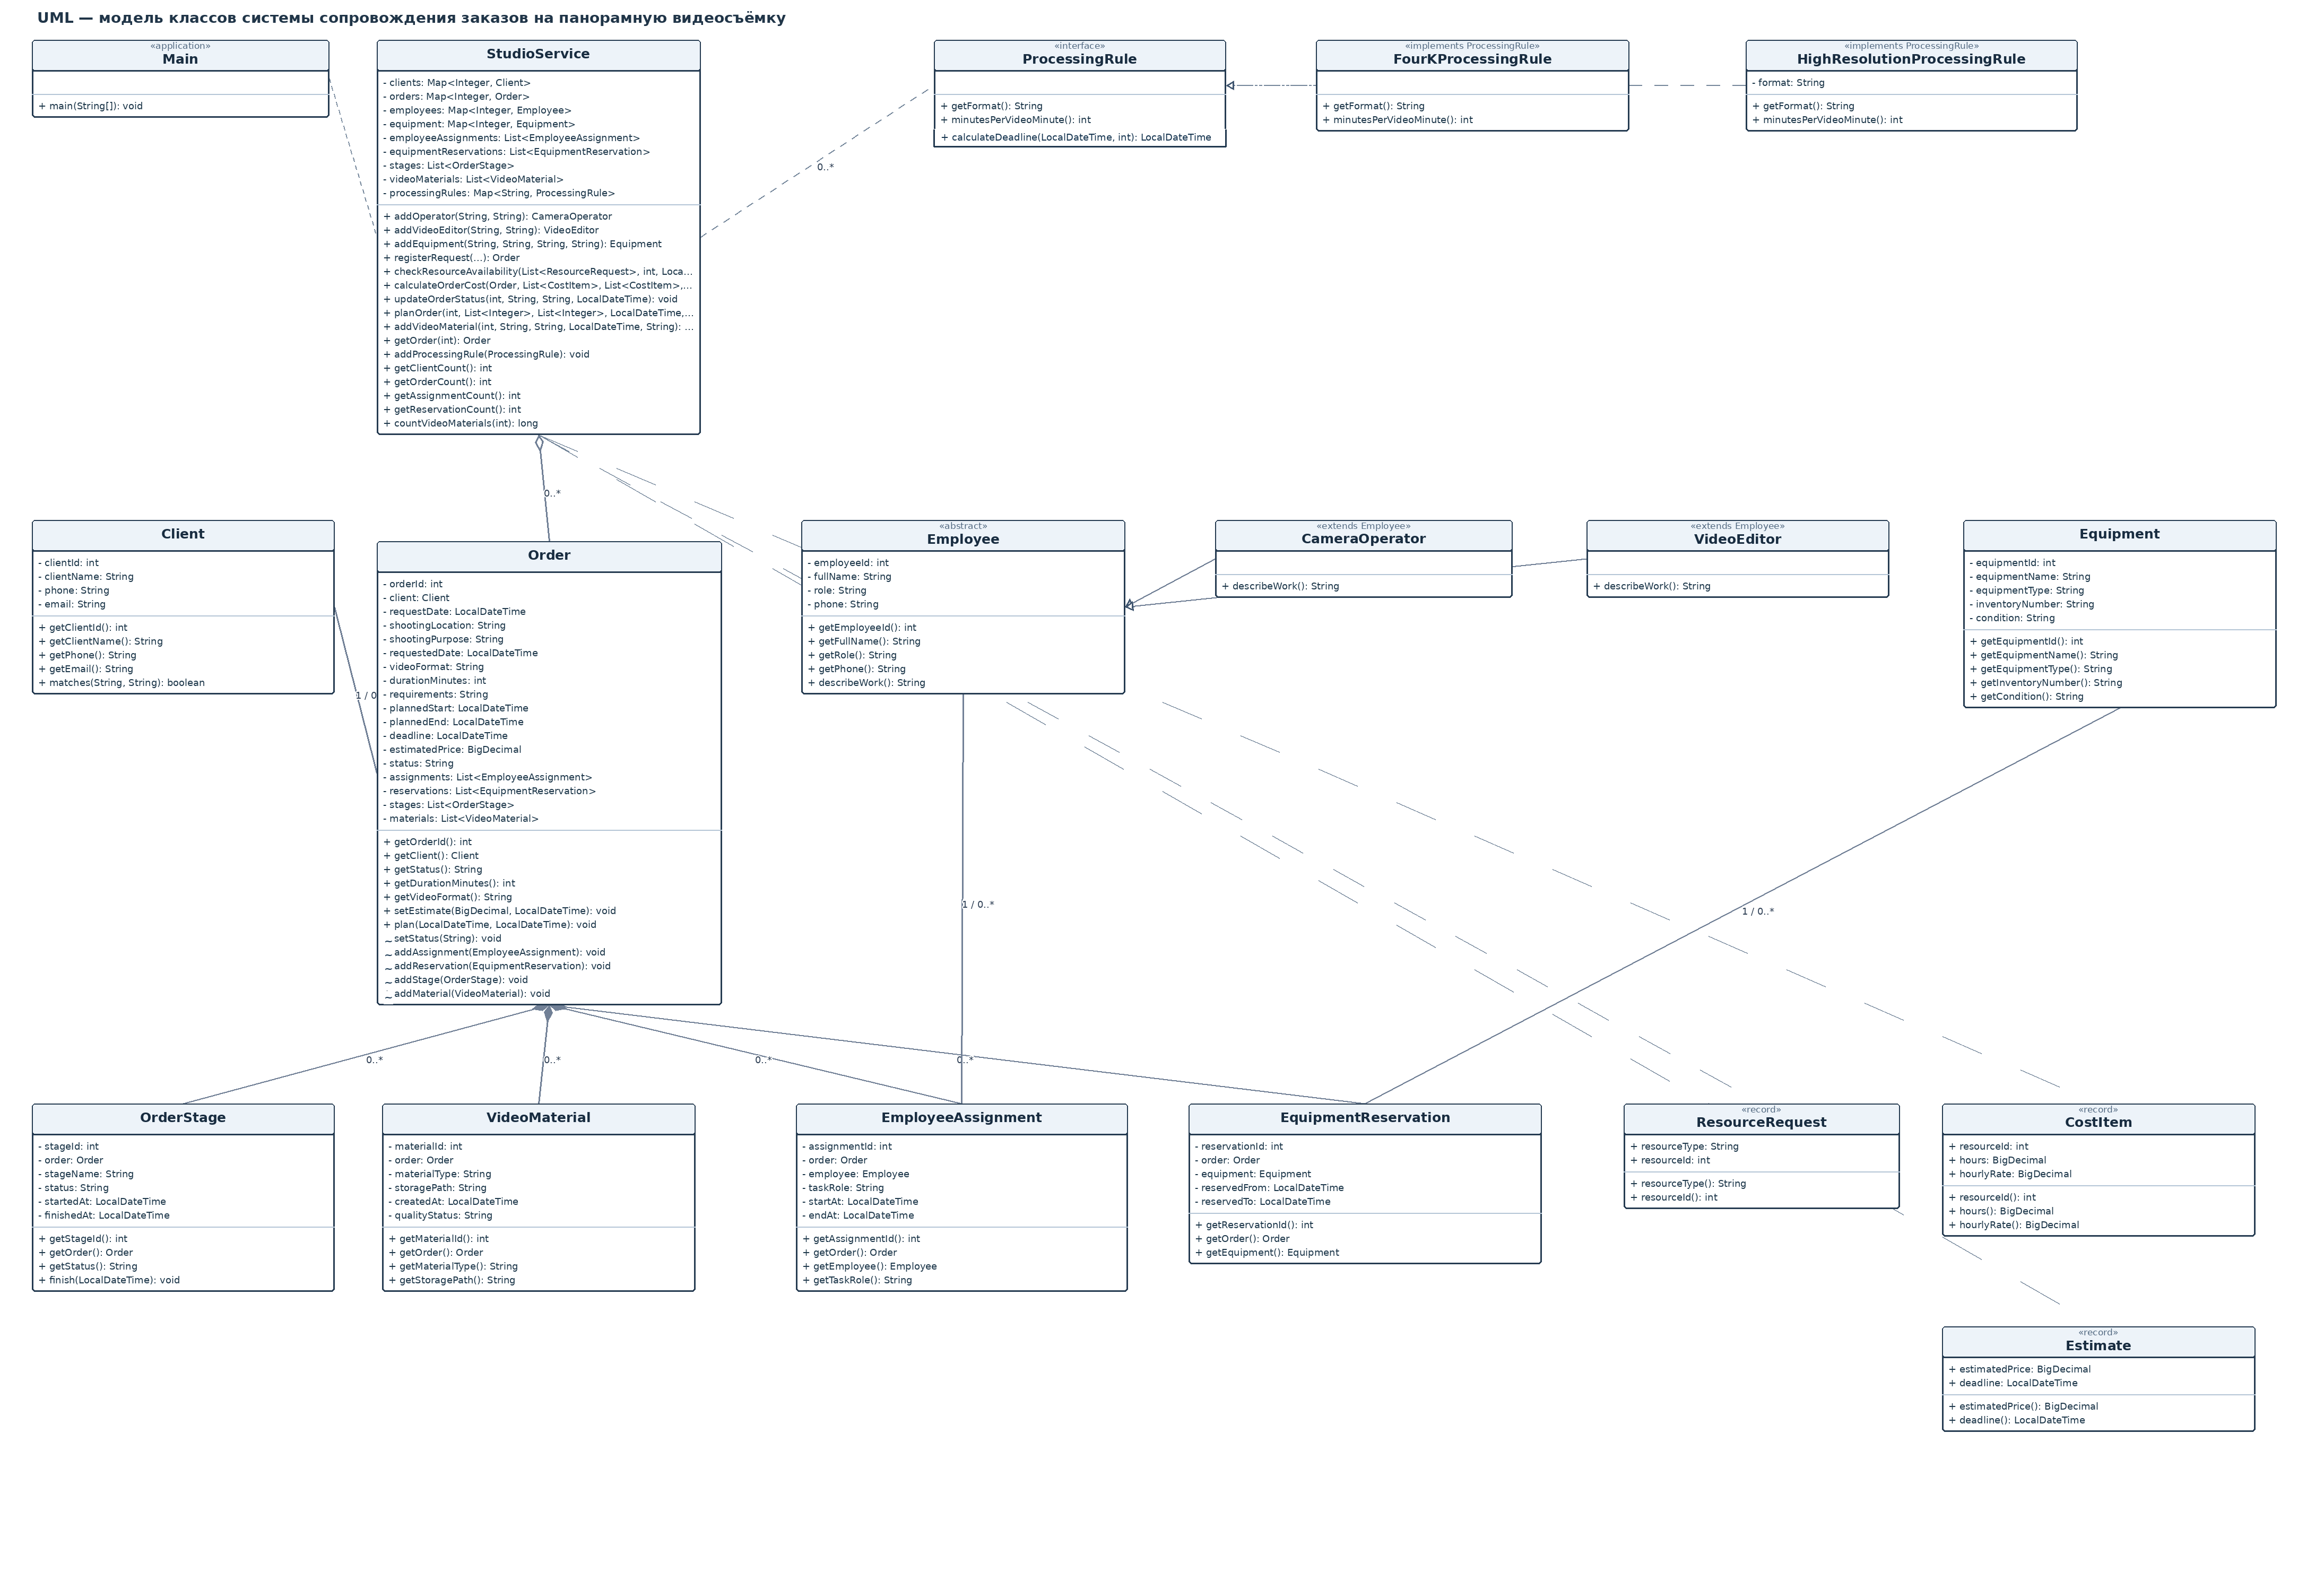 UML — модель классов системы сопровождения заказов на панорамную видеосъёмку
«application»
Main
+ main(String[]): void
StudioService
- clients: Map<Integer, Client>
- orders: Map<Integer, Order>
- employees: Map<Integer, Employee>
- equipment: Map<Integer, Equipment>
- employeeAssignments: List<EmployeeAssignment>
- equipmentReservations: List<EquipmentReservation>
- stages: List<OrderStage>
- videoMaterials: List<VideoMaterial>
- processingRules: Map<String, ProcessingRule>
+ addOperator(String, String): CameraOperator
+ addVideoEditor(String, String): VideoEditor
+ addEquipment(String, String, String, String): Equipment
+ registerRequest(...): Order
+ checkResourceAvailability(List<ResourceRequest>, int, Loca...
+ calculateOrderCost(Order, List<CostItem>, List<CostItem>,...
+ updateOrderStatus(int, String, String, LocalDateTime): void
+ planOrder(int, List<Integer>, List<Integer>, LocalDateTime,...
+ addVideoMaterial(int, String, String, LocalDateTime, String): ...
+ getOrder(int): Order
+ addProcessingRule(ProcessingRule): void
+ getClientCount(): int
+ getOrderCount(): int
+ getAssignmentCount(): int
+ getReservationCount(): int
+ countVideoMaterials(int): long
0..*
«interface»
ProcessingRule
+ getFormat(): String
+ minutesPerVideoMinute(): int
+ calculateDeadline(LocalDateTime, int): LocalDateTime
«implements ProcessingRule»
FourKProcessingRule
+ getFormat(): String
+ minutesPerVideoMinute(): int
«implements ProcessingRule»
HighResolutionProcessingRule
- format: String
+ getFormat(): String
+ minutesPerVideoMinute(): int
0..*
Client
- clientId: int
- clientName: String
- phone: String
- email: String
+ getClientId(): int
+ getClientName(): String
+ getPhone(): String
+ getEmail(): String
+ matches(String, String): boolean
1 / 0
Order
- orderId: int
- client: Client
- requestDate: LocalDateTime
- shootingLocation: String
- shootingPurpose: String
- requestedDate: LocalDateTime
- videoFormat: String
- durationMinutes: int
- requirements: String
- plannedStart: LocalDateTime
- plannedEnd: LocalDateTime
- deadline: LocalDateTime
- estimatedPrice: BigDecimal
- status: String
- assignments: List<EmployeeAssignment>
- reservations: List<EquipmentReservation>
- stages: List<OrderStage>
- materials: List<VideoMaterial>
+ getOrderId(): int
+ getClient(): Client
+ getStatus(): String
+ getDurationMinutes(): int
+ getVideoFormat(): String
+ setEstimate(BigDecimal, LocalDateTime): void
+ plan(LocalDateTime, LocalDateTime): void
~ setStatus(String): void
~ addAssignment(EmployeeAssignment): void
~ addReservation(EquipmentReservation): void
~ addStage(OrderStage): void
~ addMaterial(VideoMaterial): void
«abstract»
Employee
- employeeId: int
- fullName: String
- role: String
- phone: String
+ getEmployeeId(): int
+ getFullName(): String
+ getRole(): String
+ getPhone(): String
+ describeWork(): String
«extends Employee»
CameraOperator
+ describeWork(): String
«extends Employee»
VideoEditor
+ describeWork(): String
Equipment
- equipmentId: int
- equipmentName: String
- equipmentType: String
- inventoryNumber: String
- condition: String
+ getEquipmentId(): int
+ getEquipmentName(): String
+ getEquipmentType(): String
+ getInventoryNumber(): String
+ getCondition(): String
1 / 0..*
1 / 0..*
0..*
0..*
0..*
0..*
OrderStage
- stageId: int
- order: Order
- stageName: String
- status: String
- startedAt: LocalDateTime
- finishedAt: LocalDateTime
+ getStageId(): int
+ getOrder(): Order
+ getStatus(): String
+ finish(LocalDateTime): void
VideoMaterial
- materialId: int
- order: Order
- materialType: String
- storagePath: String
- createdAt: LocalDateTime
- qualityStatus: String
+ getMaterialId(): int
+ getOrder(): Order
+ getMaterialType(): String
+ getStoragePath(): String
EmployeeAssignment
- assignmentId: int
- order: Order
- employee: Employee
- taskRole: String
- startAt: LocalDateTime
- endAt: LocalDateTime
+ getAssignmentId(): int
+ getOrder(): Order
+ getEmployee(): Employee
+ getTaskRole(): String
EquipmentReservation
- reservationId: int
- order: Order
- equipment: Equipment
- reservedFrom: LocalDateTime
- reservedTo: LocalDateTime
+ getReservationId(): int
+ getOrder(): Order
+ getEquipment(): Equipment
«record»
ResourceRequest
+ resourceType: String
+ resourceId: int
+ resourceType(): String
+ resourceId(): int
«record»
CostItem
+ resourceId: int
+ hours: BigDecimal
+ hourlyRate: BigDecimal
+ resourceId(): int
+ hours(): BigDecimal
+ hourlyRate(): BigDecimal
«record»
Estimate
+ estimatedPrice: BigDecimal
+ deadline: LocalDateTime
+ estimatedPrice(): BigDecimal
+ deadline(): LocalDateTime